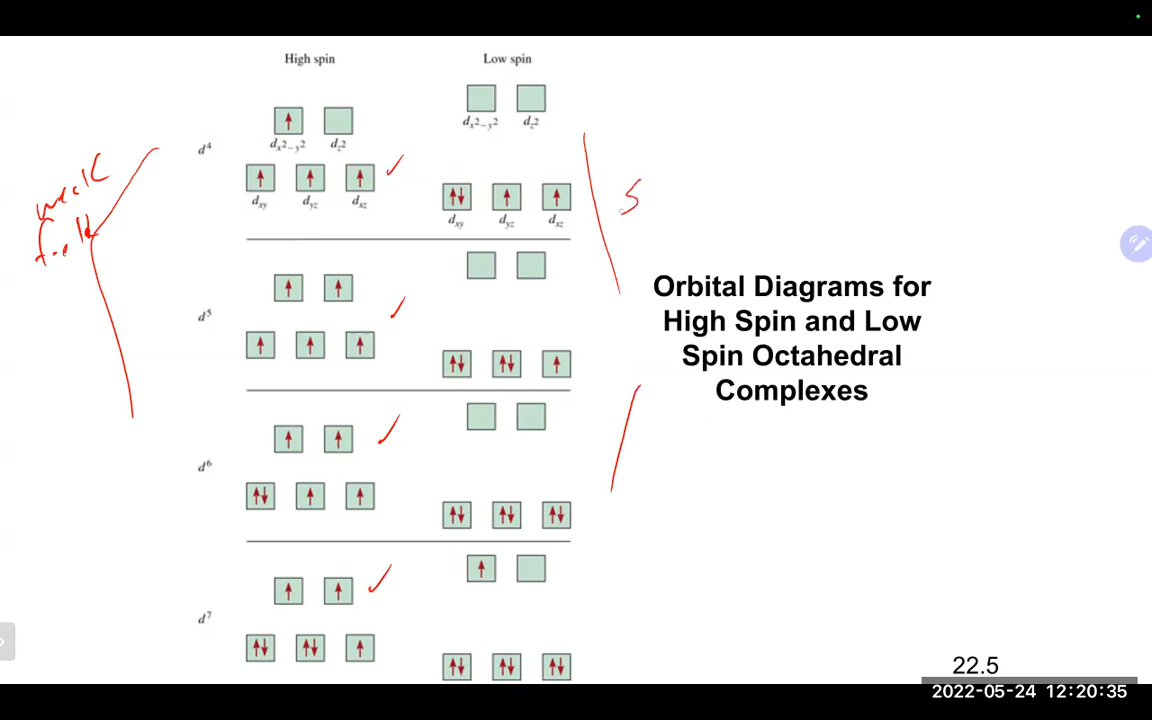 High spin
Low spin
d⁴
dx²−y² dz²
dxy dyz dxz
dx²−y² dz²
dxy dyz dxz
d⁵
d⁶
d⁷
weak
field
S
Orbital Diagrams for
High Spin and Low
Spin Octahedral
Complexes
22.5
2022-05-24 12:20:35